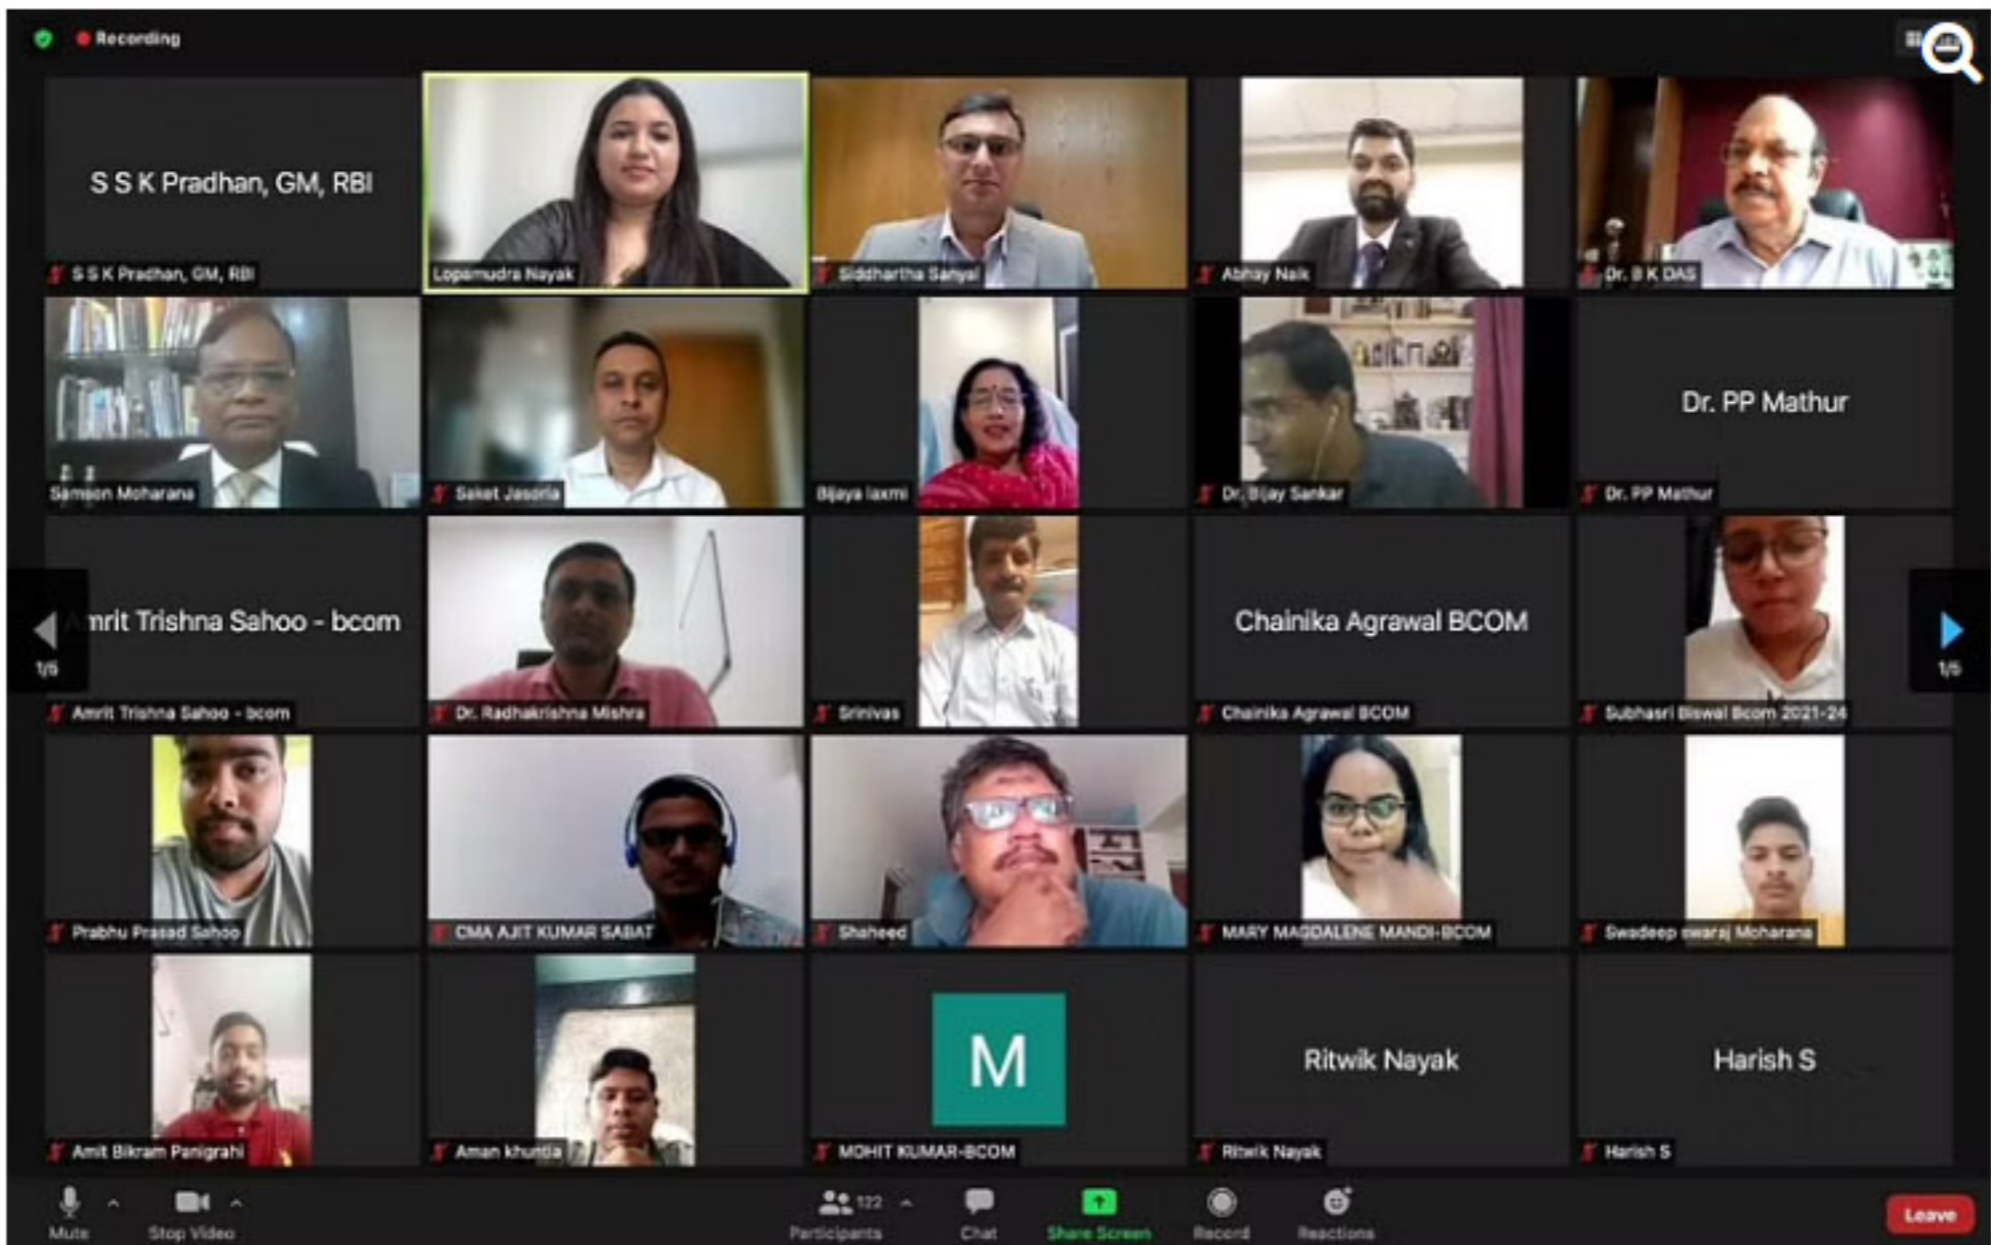 Recording
S S K Pradhan, GM, RBI
S S K Pradhan, GM, RBI
Lopamudra Nayak
Siddhartha Sanyal
Abhay Naik
Dr. B K DAS
Samson Moharana
Saket Jasoria
Bijaya laxmi
Dr. Bijay Sankar
Dr. PP Mathur
Dr. PP Mathur
mrit Trishna Sahoo - bcom
Amrit Trishna Sahoo - bcom
Dr. Radhakrishna Mishra
Srinivas
Chainika Agrawal BCOM
Chainika Agrawal BCOM
Subhasri Biswal Bcom 2021-24
1/5
1/5
Prabhu Prasad Sahoo
CMA AJIT KUMAR SABAT
Shaheed
MARY MAGDALENE MANDI-BCOM
Swadeep swaraj Moharana
Amit Bikram Panigrahi
Aman khuntia
M
MOHIT KUMAR-BCOM
Ritwik Nayak
Ritwik Nayak
Harish S
Harish S
Mute
Stop Video
Participants
122
Chat
Share Screen
Record
Reactions
Leave